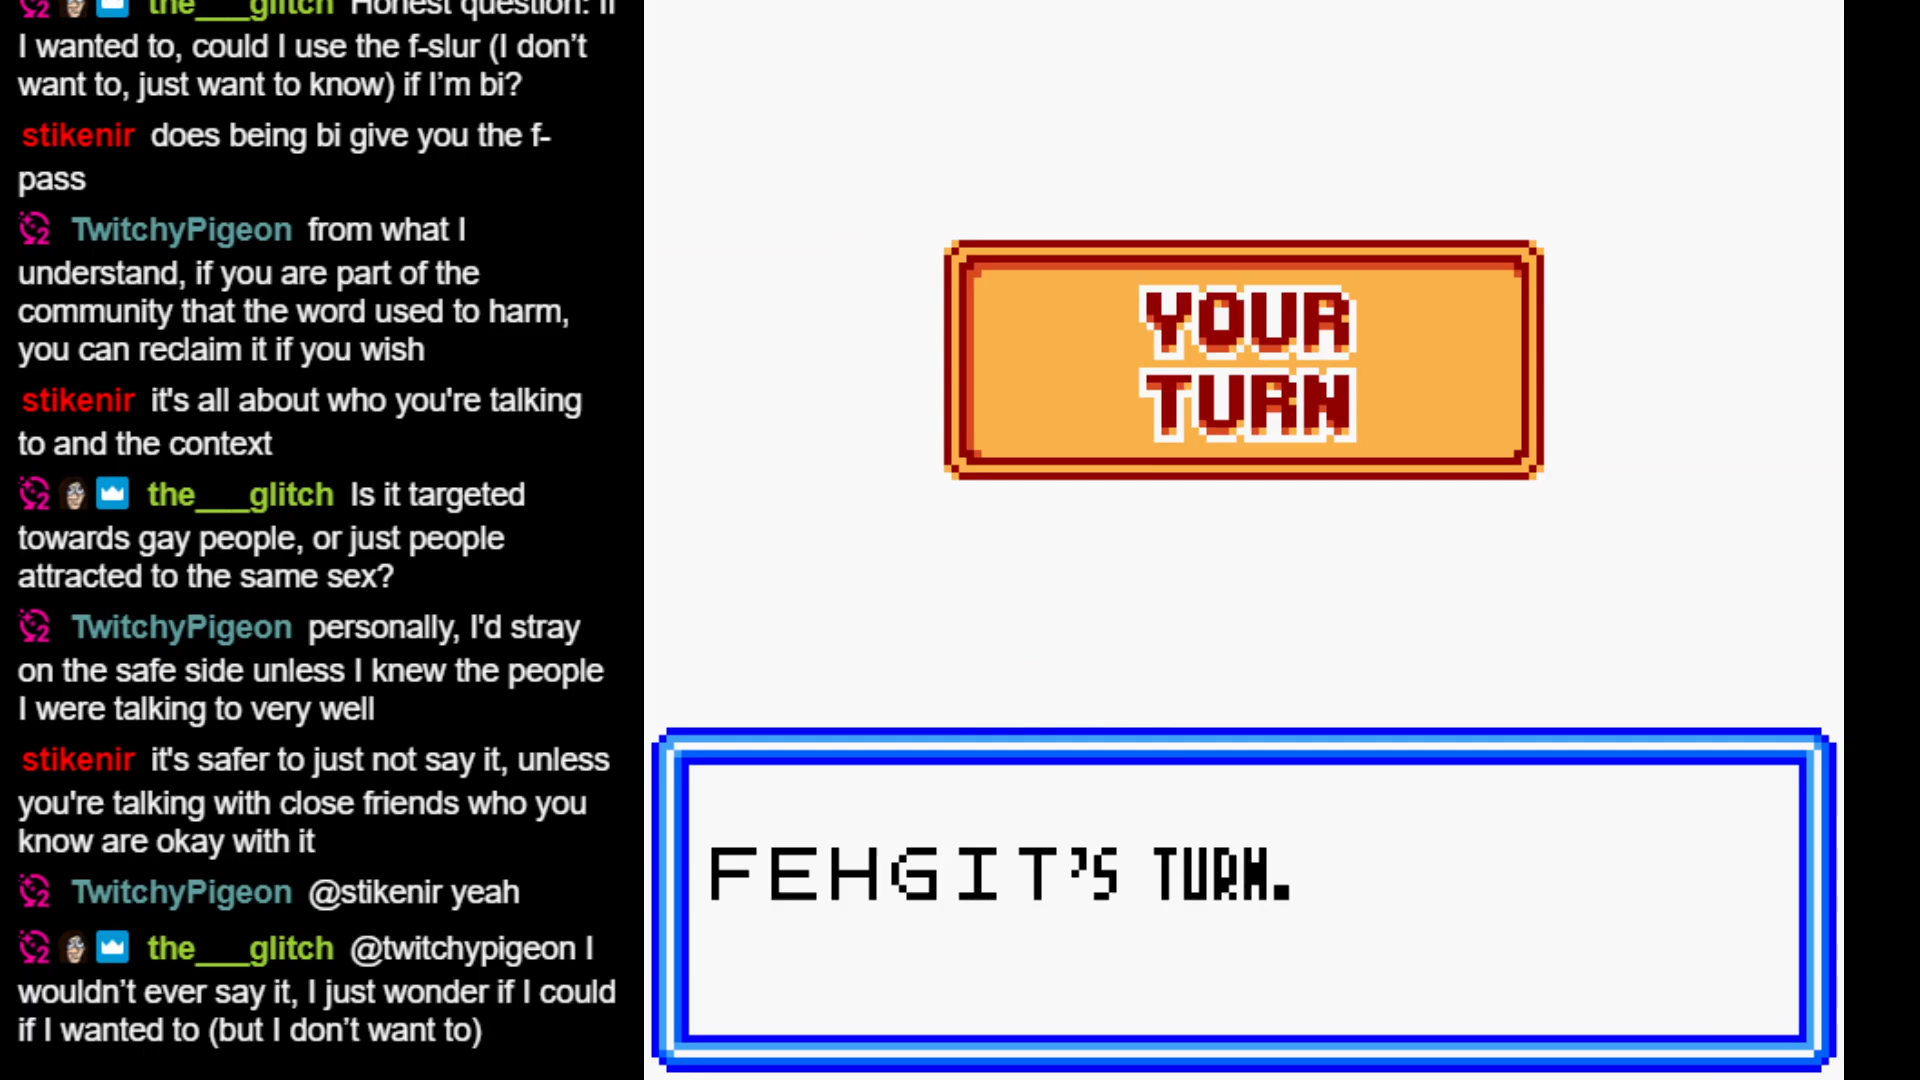 the___glitch Honest question: If
I wanted to, could I use the f-slur (I don’t
want to, just want to know) if I’m bi?
stikenir does being bi give you the f-
pass
TwitchyPigeon from what I
understand, if you are part of the
community that the word used to harm,
you can reclaim it if you wish
stikenir it's all about who you're talking
to and the context
the___glitch Is it targeted
towards gay people, or just people
attracted to the same sex?
TwitchyPigeon personally, I'd stray
on the safe side unless I knew the people
I were talking to very well
stikenir it's safer to just not say it, unless
you're talking with close friends who you
know are okay with it
TwitchyPigeon @stikenir yeah
the___glitch @twitchypigeon I
wouldn’t ever say it, I just wonder if I could
if I wanted to (but I don’t want to)
YOUR
TURN
FEHGIT’S TURN.